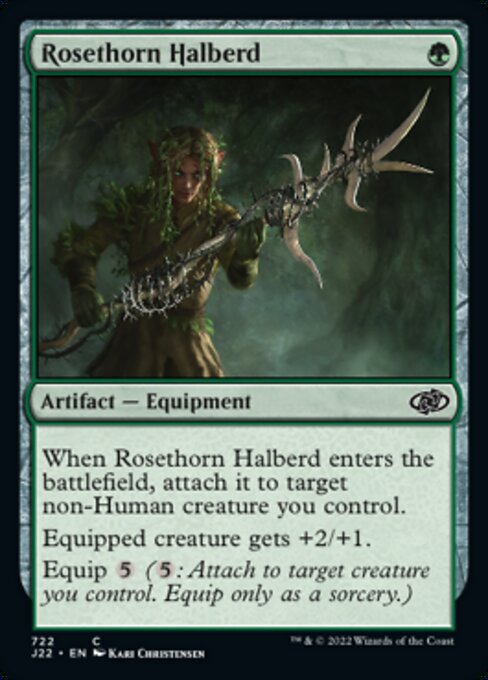 Rosethorn Halberd
Artifact — Equipment
When Rosethorn Halberd enters the
battlefield, attach it to target
non-Human creature you control.
Equipped creature gets +2/+1.
Equip 5 (5: Attach to target creature
you control. Equip only as a sorcery.)
722 C
J22 • EN Kari Christensen
™ & © 2022 Wizards of the Coast